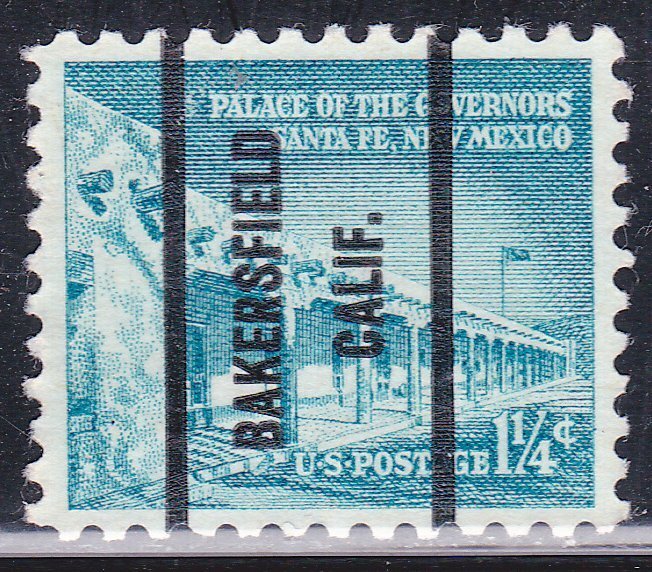 PALACE OF THE GOVERNORS
SANTA FE, NEW MEXICO
BAKERSFIELD
CALIF.
U·S·POSTAGE 1¼¢